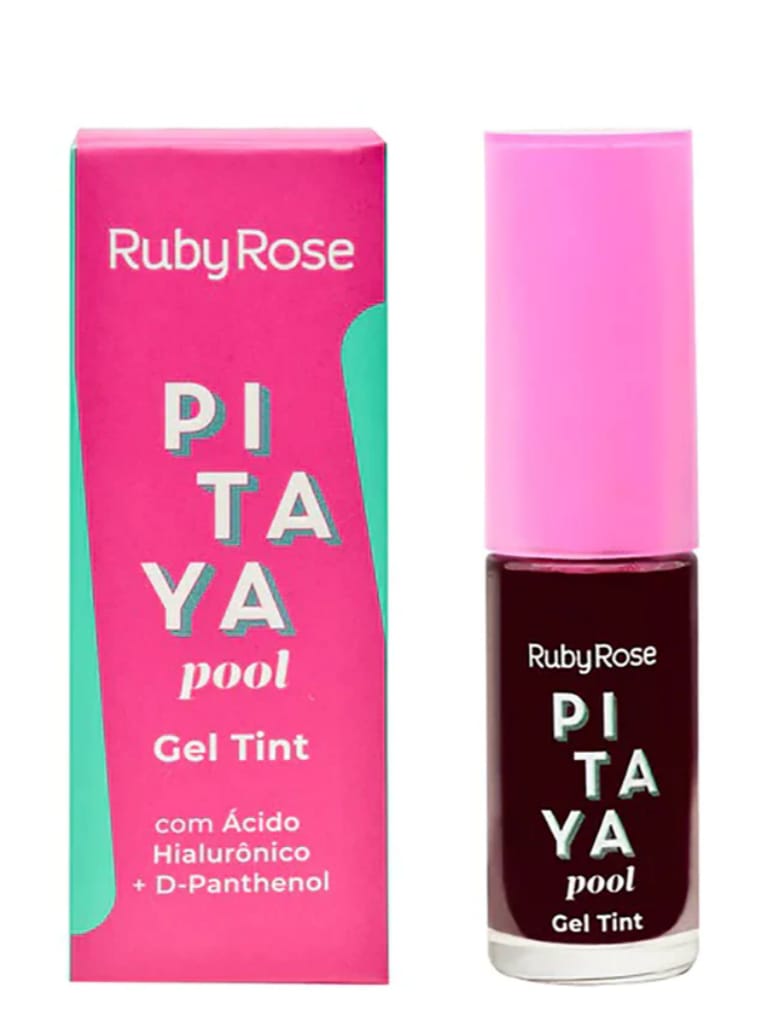 RubyRose
PI
TA
YA
pool
Gel Tint
com Ácido
Hialurônico
+ D-Panthenol
RubyRose
PI
TA
YA
pool
Gel Tint